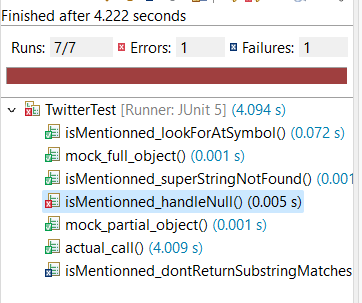 Finished after 4.222 seconds
Runs: 7/7 Errors: 1 Failures: 1
TwitterTest [Runner: JUnit 5] (4.094 s)
isMentionned_lookForAtSymbol() (0.072 s)
mock_full_object() (0.001 s)
isMentionned_superStringNotFound() (0.001
isMentionned_handleNull() (0.005 s)
mock_partial_object() (0.001 s)
actual_call() (4.009 s)
isMentionned_dontReturnSubstringMatches